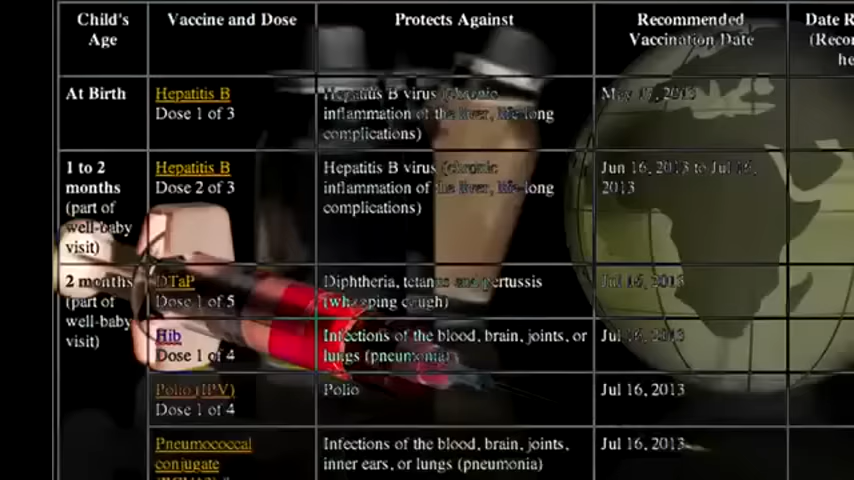 Child's Vaccine and Dose Protects Against Recommended Date R
Age Vaccination Date (Recor
he
At Birth Hepatitis B Hepatitis B virus (chronic May 17, 2013
Dose 1 of 3 inflammation of the liver, life-long
complications)
1 to 2 Hepatitis B Hepatitis B virus (chronic Jun 16, 2013 to Jul 16,
months Dose 2 of 3 inflammation of the liver, life-long 2013
(part of complications)
well-baby
visit)
2 months DTaP Diphtheria, tetanus and pertussis Jul 16, 2013
(part of Dose 1 of 5 (whooping cough)
well-baby
visit) Hib Infections of the blood, brain, joints, or Jul 16, 2013
Dose 1 of 4 lungs (pneumonia)
Polio (IPV) Polio Jul 16, 2013
Dose 1 of 4
Pneumococcal Infections of the blood, brain, joints, Jul 16, 2013
conjugate inner ears, or lungs (pneumonia)